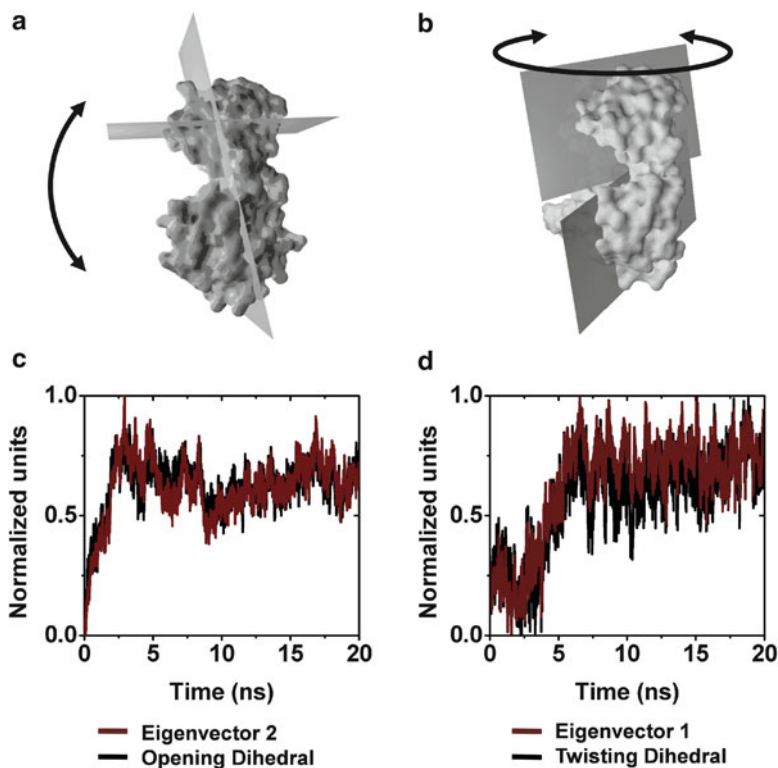 a
b
c
d
Normalized units
1.0
0.5
0.0
0
5
10
15
20
Time (ns)
Eigenvector 2
Opening Dihedral
Normalized units
1.0
0.5
0.0
0
5
10
15
20
Time (ns)
Eigenvector 1
Twisting Dihedral